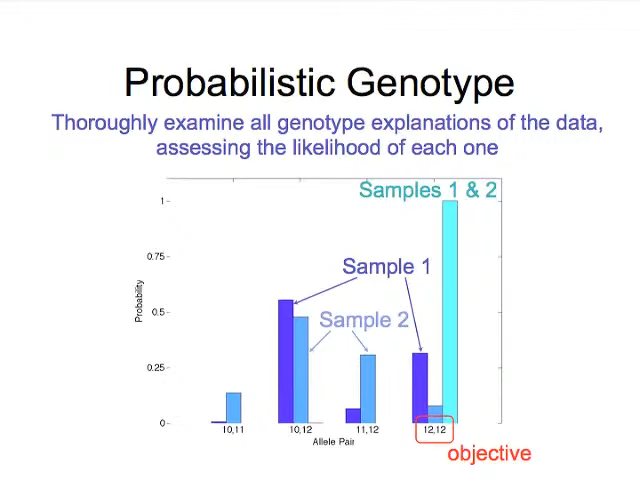 Probabilistic Genotype
Thoroughly examine all genotype explanations of the data,
assessing the likelihood of each one
Samples 1 & 2
1
0.75
Sample 1
0.5
Sample 2
0.25
0
Probability
10,11
10,12
11,12
12,12
Allele Pair
objective